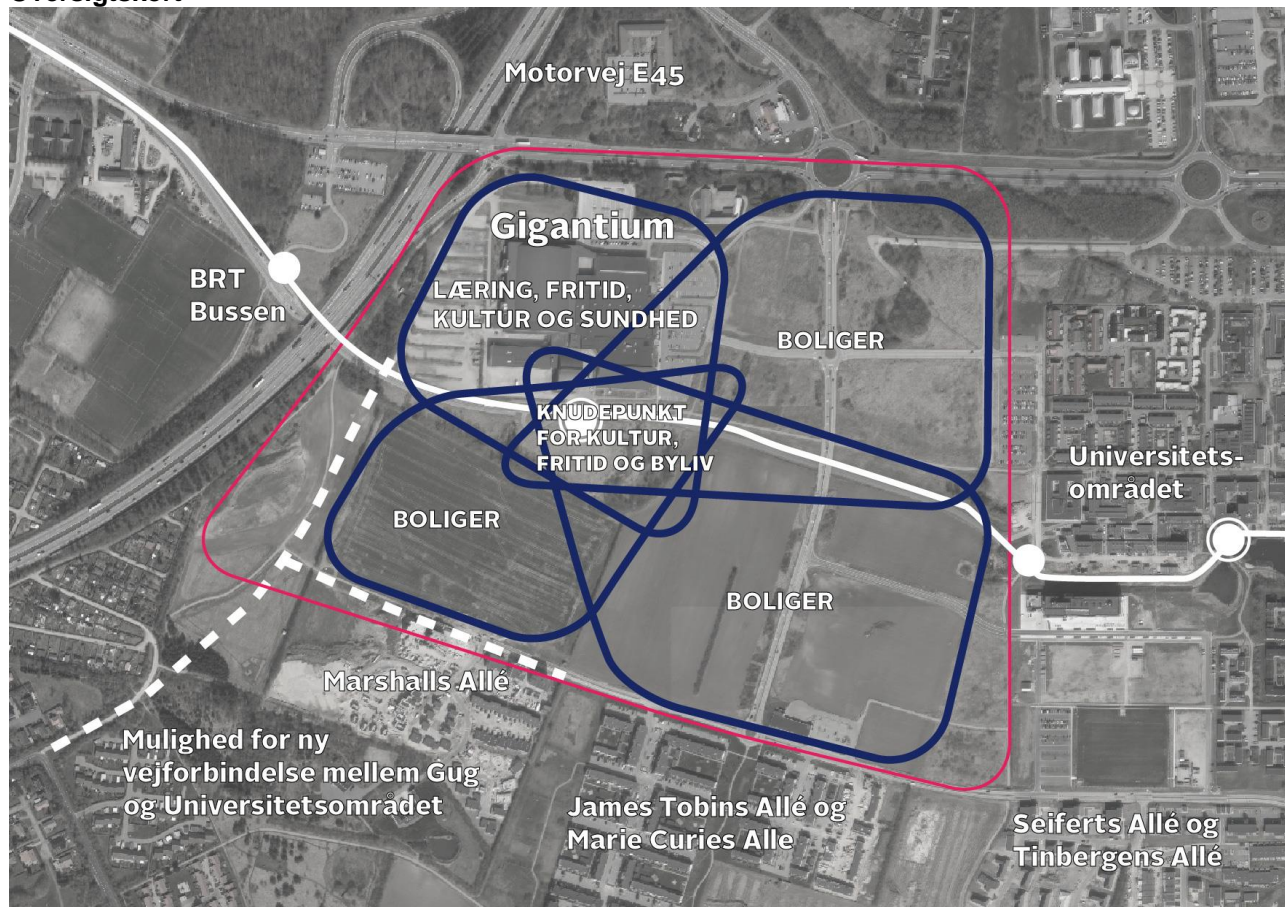 Oversigtskort
Motorvej E45
Gigantium
BRT
Bussen
LÆRING, FRITID,
KULTUR OG SUNDHED
BOLIGER
KNUDEPUNKT
FOR KULTUR,
FRITID OG BYLIV
Universitets-
området
BOLIGER
BOLIGER
Marshalls Allé
Mulighed for ny
vejforbindelse mellem Gug
og Universitetsområdet
James Tobins Allé og
Marie Curies Alle
Seiferts Allé og
Tinbergens Allé